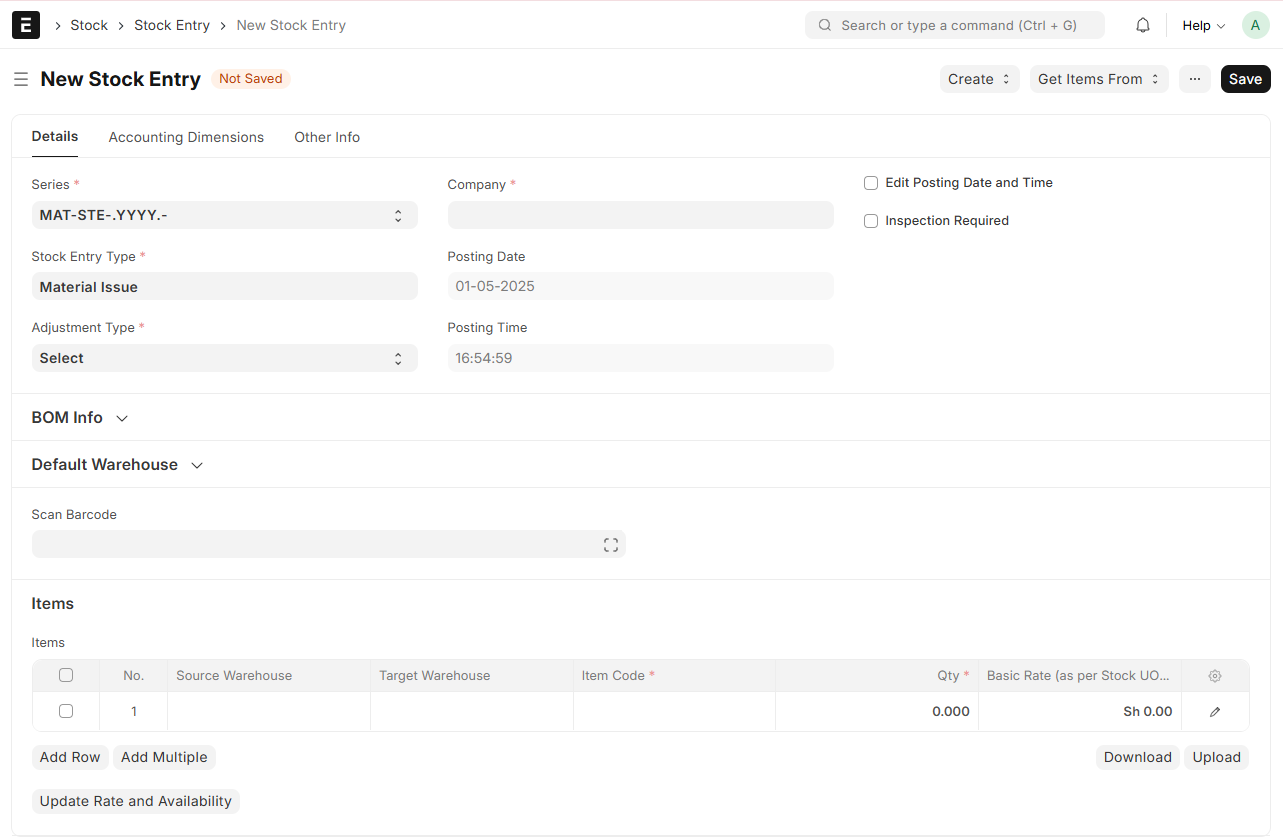 E > Stock > Stock Entry > New Stock Entry Search or type a command (Ctrl + G) Help A
New Stock Entry Not Saved Create Get Items From ... Save
Details Accounting Dimensions Other Info
Series * Company * Edit Posting Date and Time
MAT-STE-.YYYY.-
Inspection Required
Stock Entry Type * Posting Date
Material Issue 01-05-2025
Adjustment Type * Posting Time
Select 16:54:59
BOM Info
Default Warehouse
Scan Barcode
Items
Items
No. Source Warehouse Target Warehouse Item Code * Qty * Basic Rate (as per Stock UO...
1 0.000 Sh 0.00
Add Row Add Multiple Download Upload
Update Rate and Availability